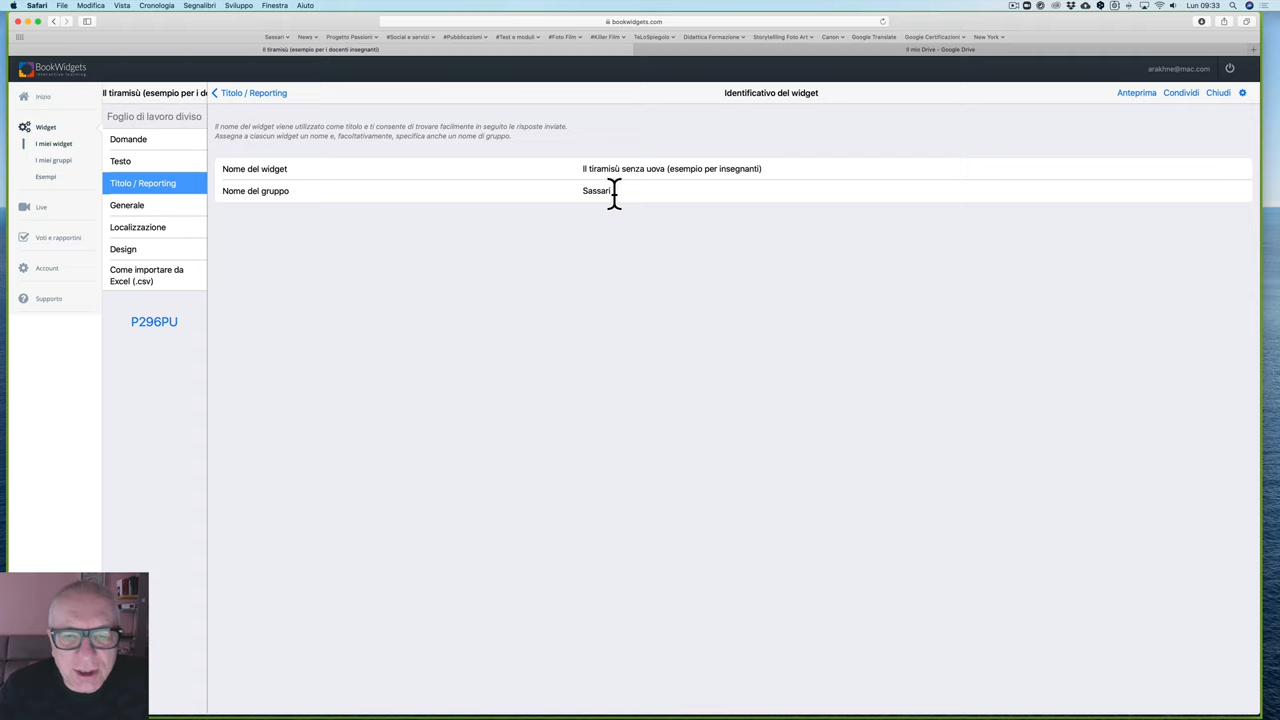 Safari File Modifica Vista Cronologia Segnalibri Sviluppo Finestra Aiuto
Lun 09:33
bookwidgets.com
Sassari News Progetto Passioni #Social e servizi #Pubblicazioni #Test e moduli #Foto Film #Killer Film TeLoSpiegolo Didattica Formazione Storytelling Foto Art Canon Google Translate Google Certificazioni New York
Il tiramisù (esempio per i docenti insegnanti)
Il mio Drive - Google Drive
BookWidgets
interactive learning
arakhne@mac.com
Inizio
Widget
I miei widget
I miei gruppi
Esempi
Live
Voti e rapportini
Account
Supporto
Il tiramisù (esempio per i do
Foglio di lavoro diviso
Domande
Testo
Titolo / Reporting
Generale
Localizzazione
Design
Come importare da
Excel (.csv)
P296PU
Titolo / Reporting
Identificativo del widget
Anteprima Condividi Chiudi
Il nome del widget viene utilizzato come titolo e ti consente di trovare facilmente in seguito le risposte inviate.
Assegna a ciascun widget un nome e, facoltativamente, specifica anche un nome di gruppo.
Nome del widget Il tiramisù senza uova (esempio per insegnanti)
Nome del gruppo Sassari